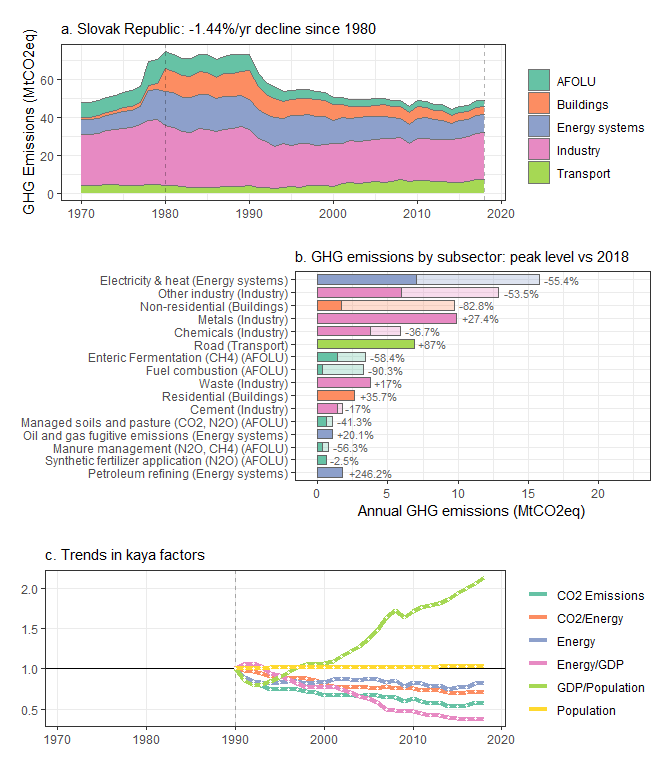 a. Slovak Republic: -1.44%/yr decline since 1980
GHG Emissions (MtCO2eq)
60
40
20
0
1970
1980
1990
2000
2010
2020
AFOLU
Buildings
Energy systems
Industry
Transport
b. GHG emissions by subsector: peak level vs 2018
Electricity & heat (Energy systems) -55.4%
Other industry (Industry) -53.5%
Non-residential (Buildings) -82.8%
Metals (Industry) +27.4%
Chemicals (Industry) -36.7%
Road (Transport) +87%
Enteric Fermentation (CH4) (AFOLU) -58.4%
Fuel combustion (AFOLU) -90.3%
Waste (Industry) +17%
Residential (Buildings) +35.7%
Cement (Industry) -17%
Managed soils and pasture (CO2, N2O) (AFOLU) -41.3%
Oil and gas fugitive emissions (Energy systems) +20.1%
Manure management (N2O, CH4) (AFOLU) -56.3%
Synthetic fertilizer application (N2O) (AFOLU) -2.5%
Petroleum refining (Energy systems) +246.2%
0
5
10
15
20
Annual GHG emissions (MtCO2eq)
c. Trends in kaya factors
2.0
1.5
1.0
0.5
1970
1980
1990
2000
2010
2020
CO2 Emissions
CO2/Energy
Energy
Energy/GDP
GDP/Population
Population